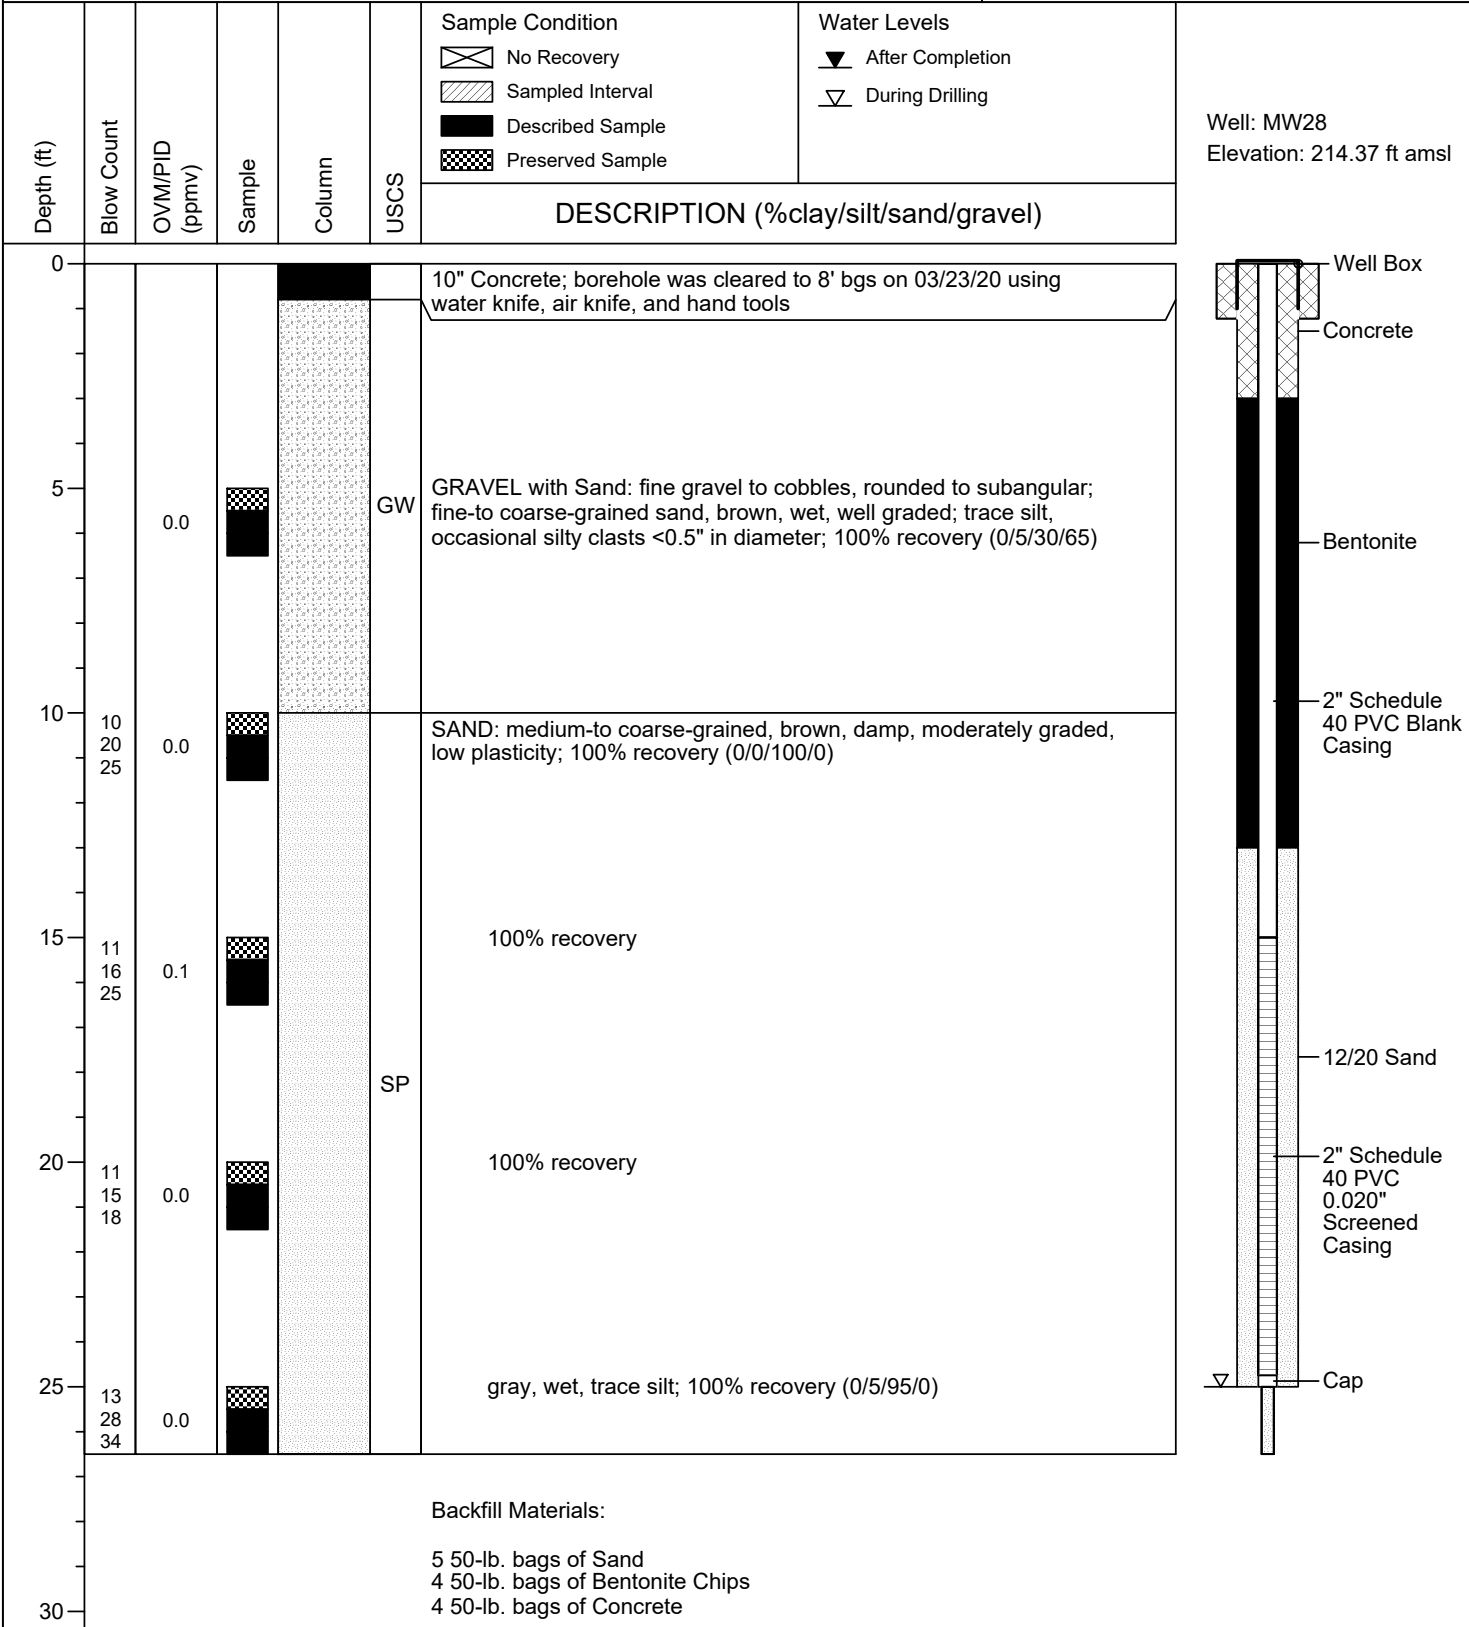 Sample Condition
No Recovery
Sampled Interval
Described Sample
Preserved Sample
Water Levels
After Completion
During Drilling
Well: MW28
Elevation: 214.37 ft amsl
Depth (ft)
Blow Count
OVM/PID
(ppmv)
Sample
Column
USCS
DESCRIPTION (%clay/silt/sand/gravel)
0
10" Concrete; borehole was cleared to 8' bgs on 03/23/20 using
water knife, air knife, and hand tools
Well Box
Concrete
5
0.0
GW
GRAVEL with Sand: fine gravel to cobbles, rounded to subangular;
fine-to coarse-grained sand, brown, wet, well graded; trace silt,
occasional silty clasts <0.5" in diameter; 100% recovery (0/5/30/65)
Bentonite
10
10
20
25
0.0
SAND: medium-to coarse-grained, brown, damp, moderately graded,
low plasticity; 100% recovery (0/0/100/0)
2" Schedule
40 PVC Blank
Casing
15
11
16
25
0.1
100% recovery
SP
12/20 Sand
20
11
15
18
0.0
100% recovery
2" Schedule
40 PVC
0.020"
Screened
Casing
25
13
28
34
0.0
gray, wet, trace silt; 100% recovery (0/5/95/0)
Cap
Backfill Materials:
5 50-lb. bags of Sand
4 50-lb. bags of Bentonite Chips
4 50-lb. bags of Concrete
30